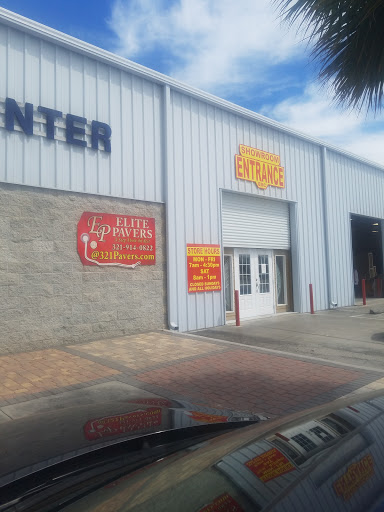 NTER
SHOWROOM
ENTRANCE
EP ELITE
PAVERS
321-914-0822
@321Pavers.com
STORE HOURS
MON - FRI
7am - 4:30pm
SAT
8am - 1pm
CLOSED SUNDAYS
AND ALL HOLIDAYS